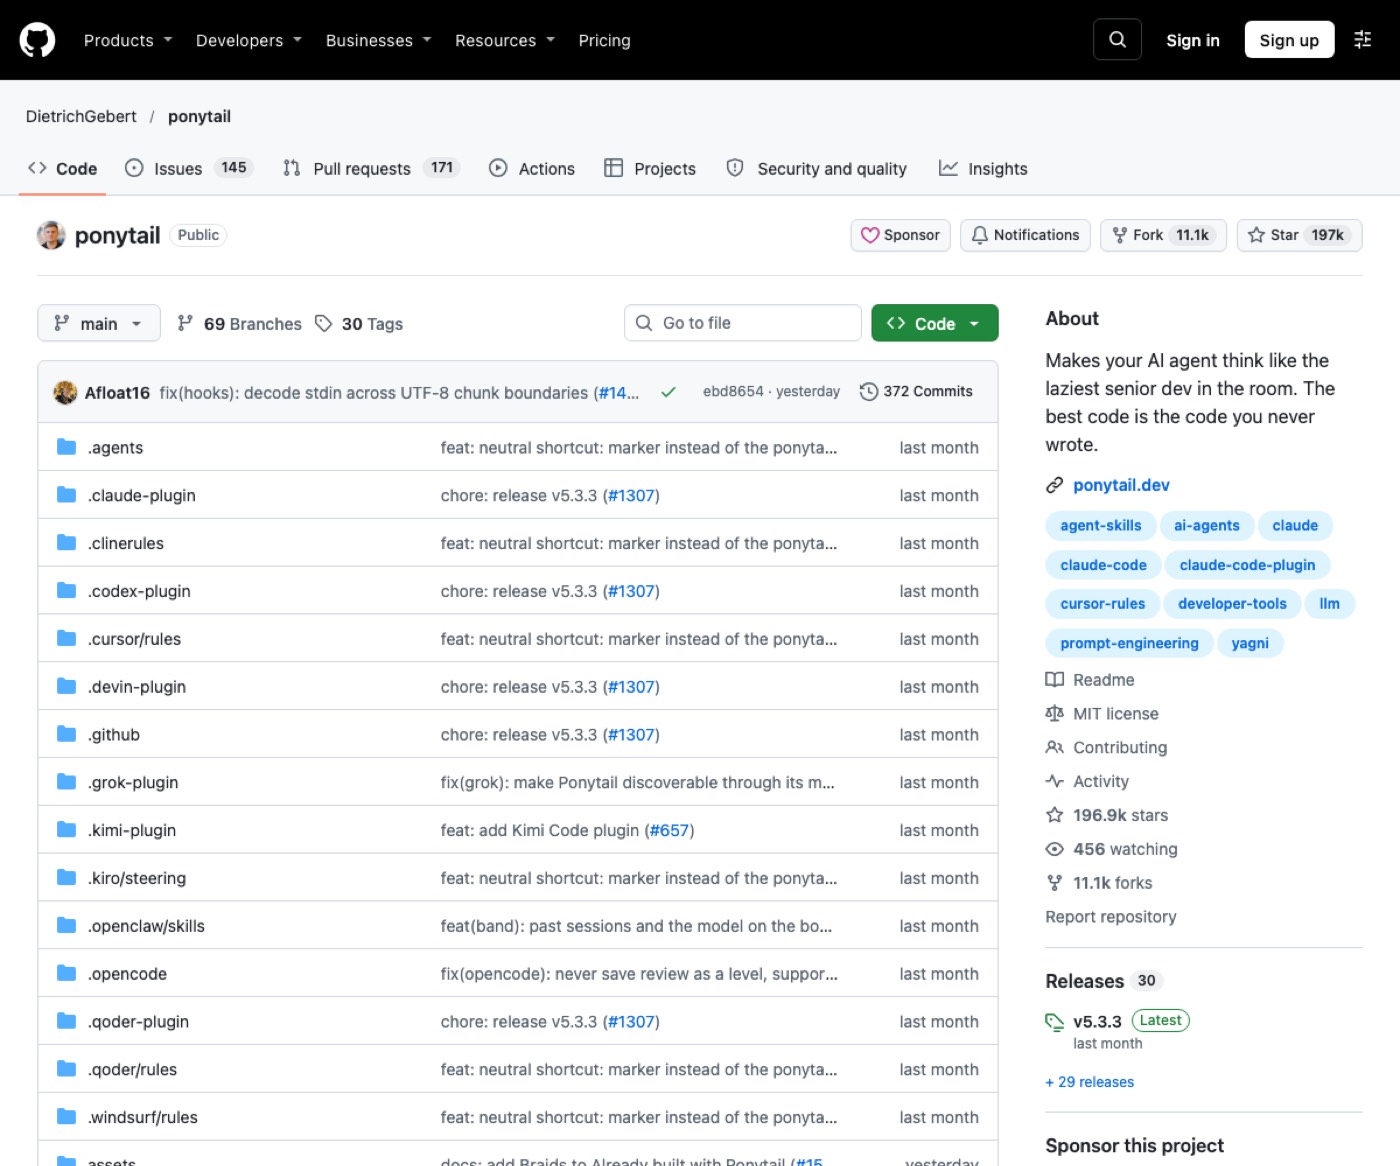 Products Developers Businesses Resources Pricing Sign in Sign up
DietrichGebert / ponytail
Code Issues 145 Pull requests 171 Actions Projects Security and quality Insights
ponytail Public Sponsor Notifications Fork 11.1k Star 197k
main 69 Branches 30 Tags Go to file Code
Afloat16 fix(hooks): decode stdin across UTF-8 chunk boundaries (#14... ebd8654 · yesterday 372 Commits
.agents feat: neutral shortcut: marker instead of the ponyta... last month
.claude-plugin chore: release v5.3.3 (#1307) last month
.clinerules feat: neutral shortcut: marker instead of the ponyta... last month
.codex-plugin chore: release v5.3.3 (#1307) last month
.cursor/rules feat: neutral shortcut: marker instead of the ponyta... last month
.devin-plugin chore: release v5.3.3 (#1307) last month
.github chore: release v5.3.3 (#1307) last month
.grok-plugin fix(grok): make Ponytail discoverable through its m... last month
.kimi-plugin feat: add Kimi Code plugin (#657) last month
.kiro/steering feat: neutral shortcut: marker instead of the ponyta... last month
.openclaw/skills feat(band): past sessions and the model on the bo... last month
.opencode fix(opencode): never save review as a level, suppor... last month
.qoder-plugin chore: release v5.3.3 (#1307) last month
.qoder/rules feat: neutral shortcut: marker instead of the ponyta... last month
.windsurf/rules feat: neutral shortcut: marker instead of the ponyta... last month
assets docs: add Braids to Already built with Ponytail (#15 yesterday
About
Makes your AI agent think like the
laziest senior dev in the room. The
best code is the code you never
wrote.
ponytail.dev
agent-skills ai-agents claude
claude-code claude-code-plugin
cursor-rules developer-tools llm
prompt-engineering yagni
Readme
MIT license
Contributing
Activity
196.9k stars
456 watching
11.1k forks
Report repository
Releases 30
v5.3.3 Latest
last month
+ 29 releases
Sponsor this project